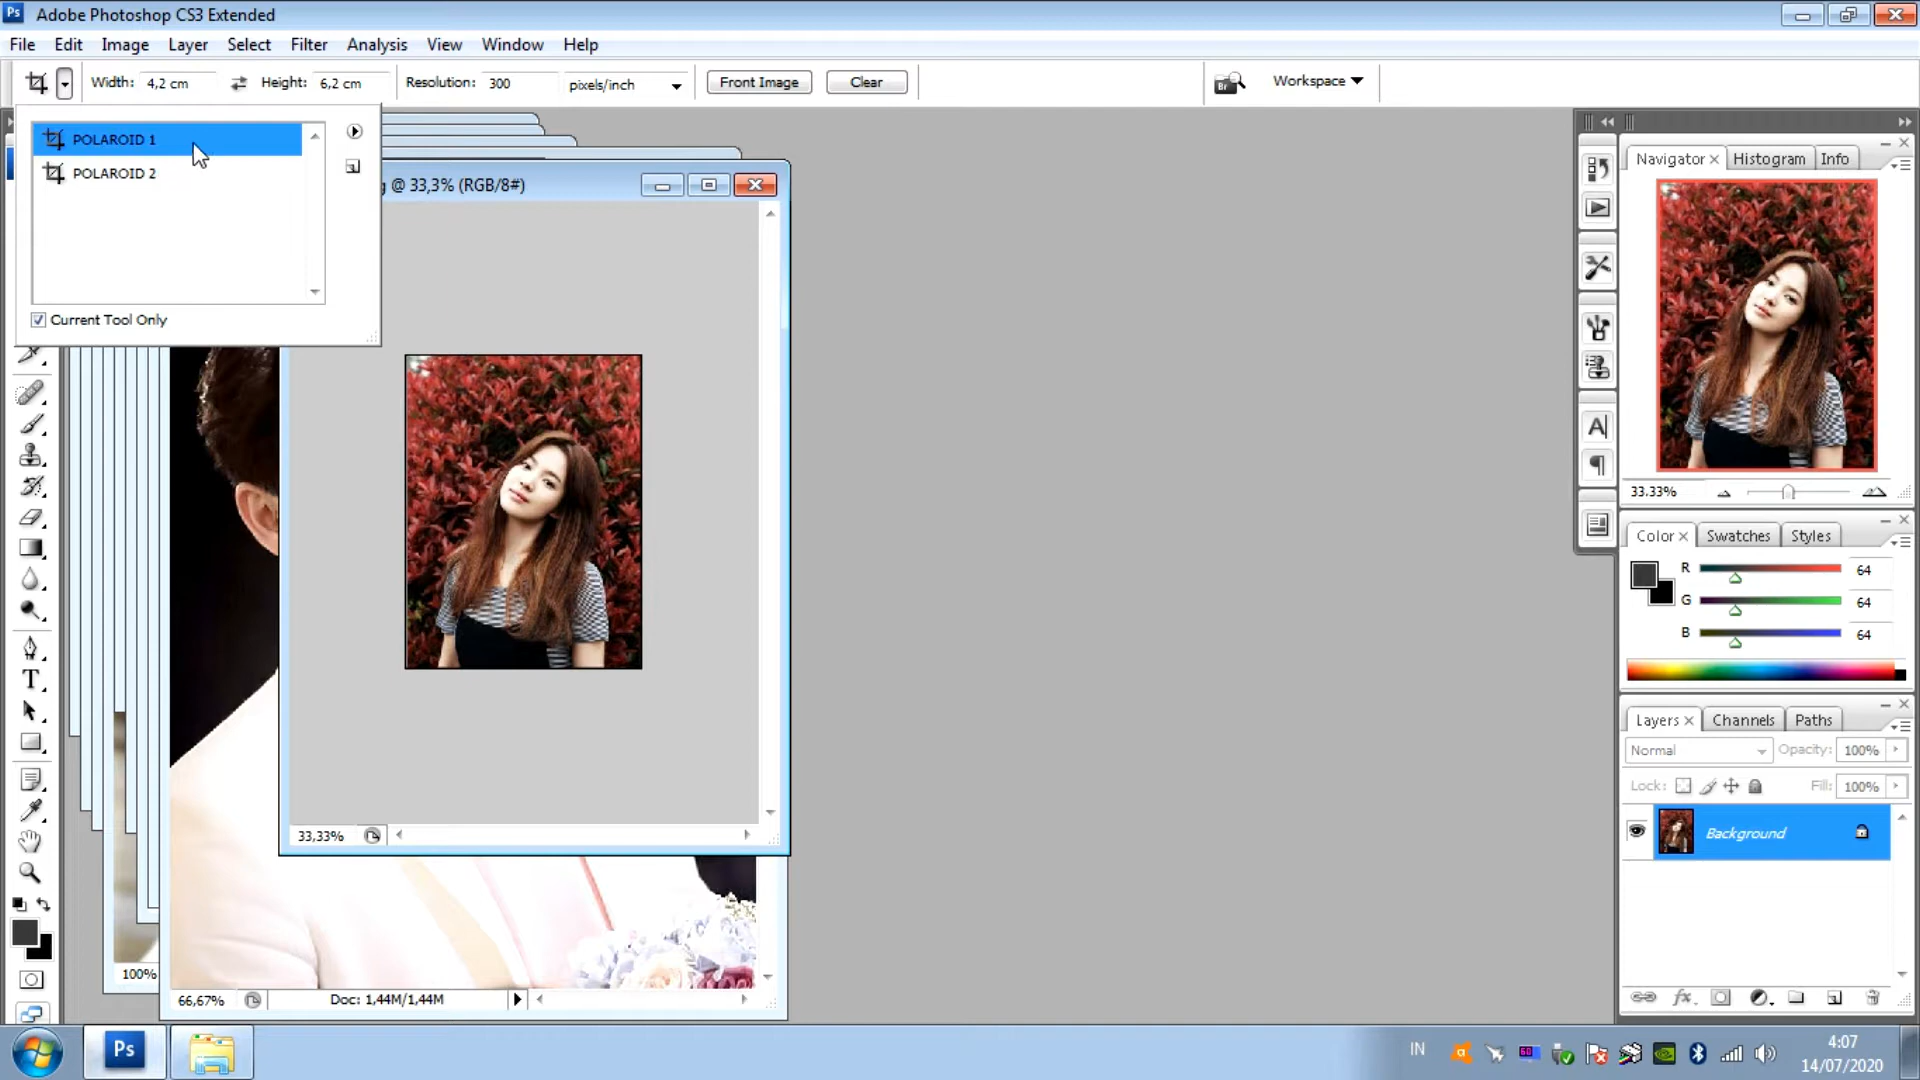 Ps Adobe Photoshop CS3 Extended
File Edit Image Layer Select Filter Analysis View Window Help
Width: 4,2 cm Height: 6,2 cm Resolution: 300 pixels/inch Front Image Clear Br Workspace
POLAROID 1
POLAROID 2
Current Tool Only
g @ 33,3% (RGB/8#)
33,33%
100%
66,67% Doc: 1,44M/1,44M
Navigator Histogram Info
33.33%
Color Swatches Styles
R 64
G 64
B 64
Layers Channels Paths
Normal Opacity: 100%
Lock: Fill: 100%
Background
T
A
Ps
IN
60
4:07
14/07/2020